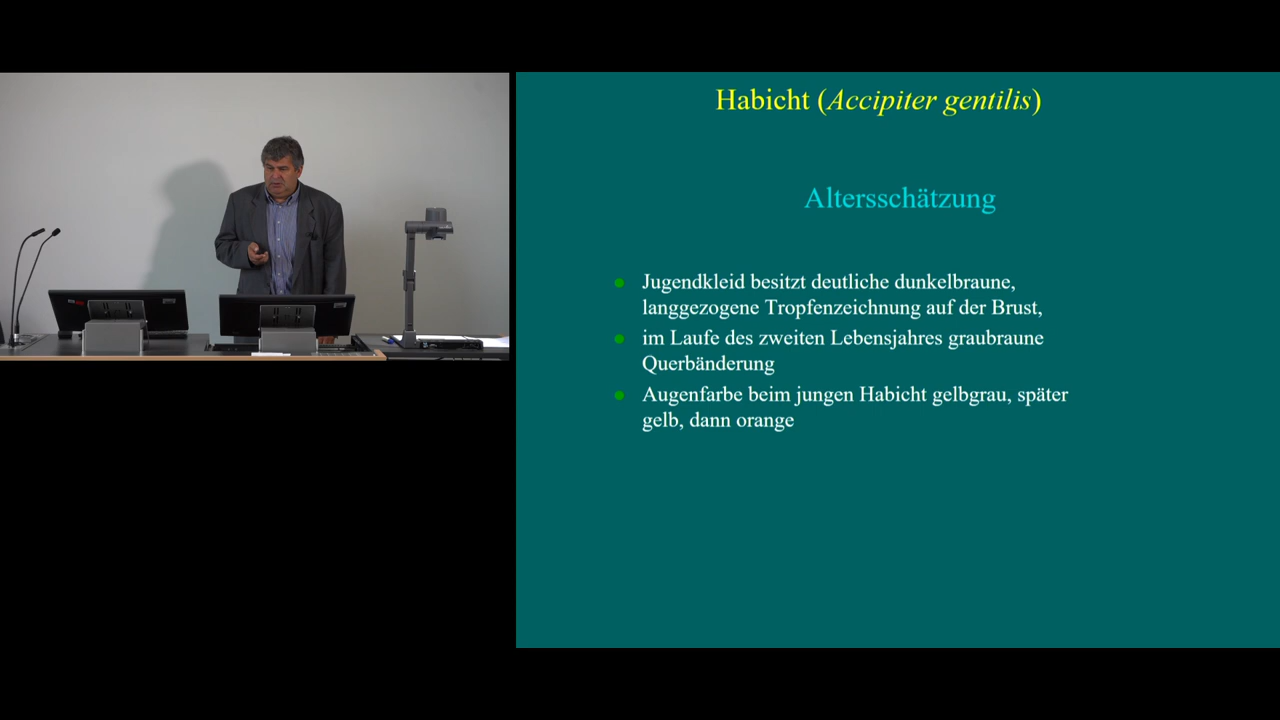 Habicht (Accipiter gentilis)
Altersschätzung
Jugendkleid besitzt deutliche dunkelbraune,
langgezogene Tropfenzeichnung auf der Brust,
im Laufe des zweiten Lebensjahres graubraune
Querbänderung
Augenfarbe beim jungen Habicht gelbgrau, später
gelb, dann orange